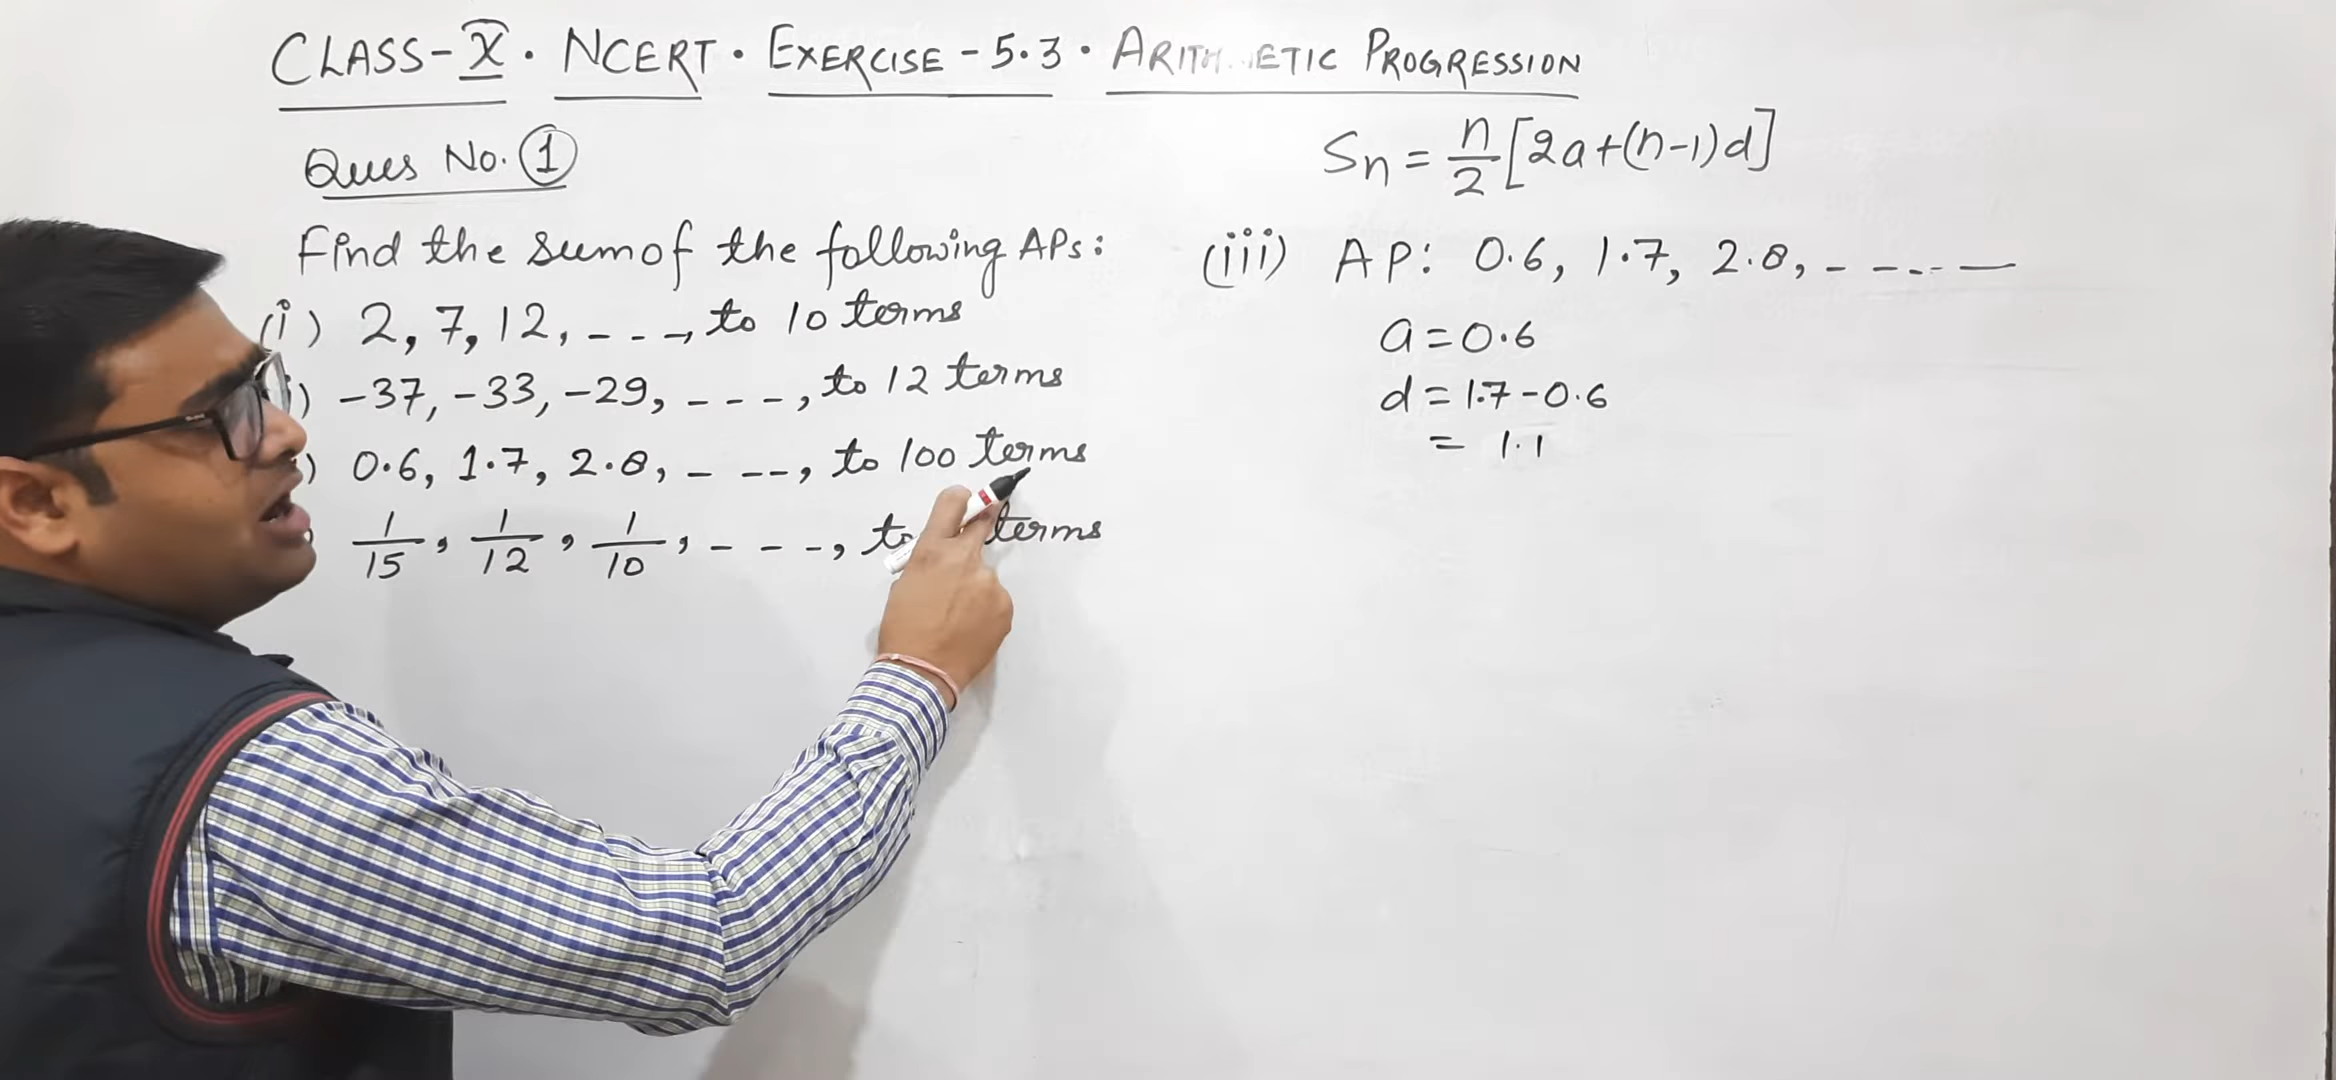 CLASS-X · NCERT · EXERCISE-5.3 · ARITH ETIC PROGRESSION
Ques No. 1
Sn = n/2 [2a+(n-1)d]
Find the sum of the following APs:
(i) 2, 7, 12, - - -, to 10 terms
i) -37, -33, -29, - - -, to 12 terms
) 0.6, 1.7, 2.8, - - -, to 100 terms
1/15, 1/12, 1/10, - - -, to terms
(iii) AP: 0.6, 1.7, 2.8, - - - - -
a = 0.6
d = 1.7 - 0.6
= 1.1